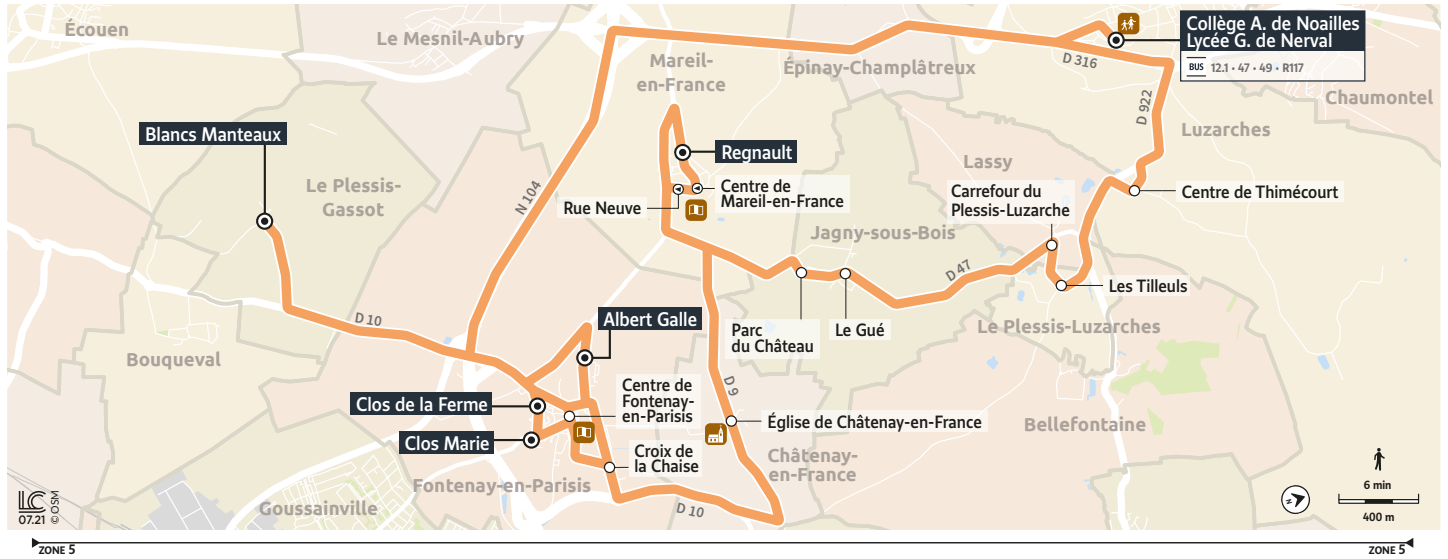 Écouen
Le Mesnil-Aubry
Mareil-
en-France
Épinay-Champlâtreux
D 316
Collège A. de Noailles
Lycée G. de Nerval
BUS 12.1 • 47 • 49 • R117
Chaumontel
D 922
Luzarches
Blancs Manteaux
Le Plessis-
Gassot
N 104
Regnault
Centre de
Mareil-en-France
Rue Neuve
Lassy
Carrefour du
Plessis-Luzarche
Centre de Thimécourt
Jagny-sous-Bois
D 47
Les Tilleuls
D 10
Albert Galle
Parc
du Château
Le Gué
Le Plessis-Luzarches
Bouqueval
D 9
Centre de
Fontenay-
en-Parisis
Clos de la Ferme
Clos Marie
Église de Châtenay-en-France
Bellefontaine
Croix de
la Chaise
Châtenay-
en-France
Fontenay-en-Parisis
Goussainville
D 10
LC
07.21 © OSM
N
6 min
400 m
ZONE 5
ZONE 5